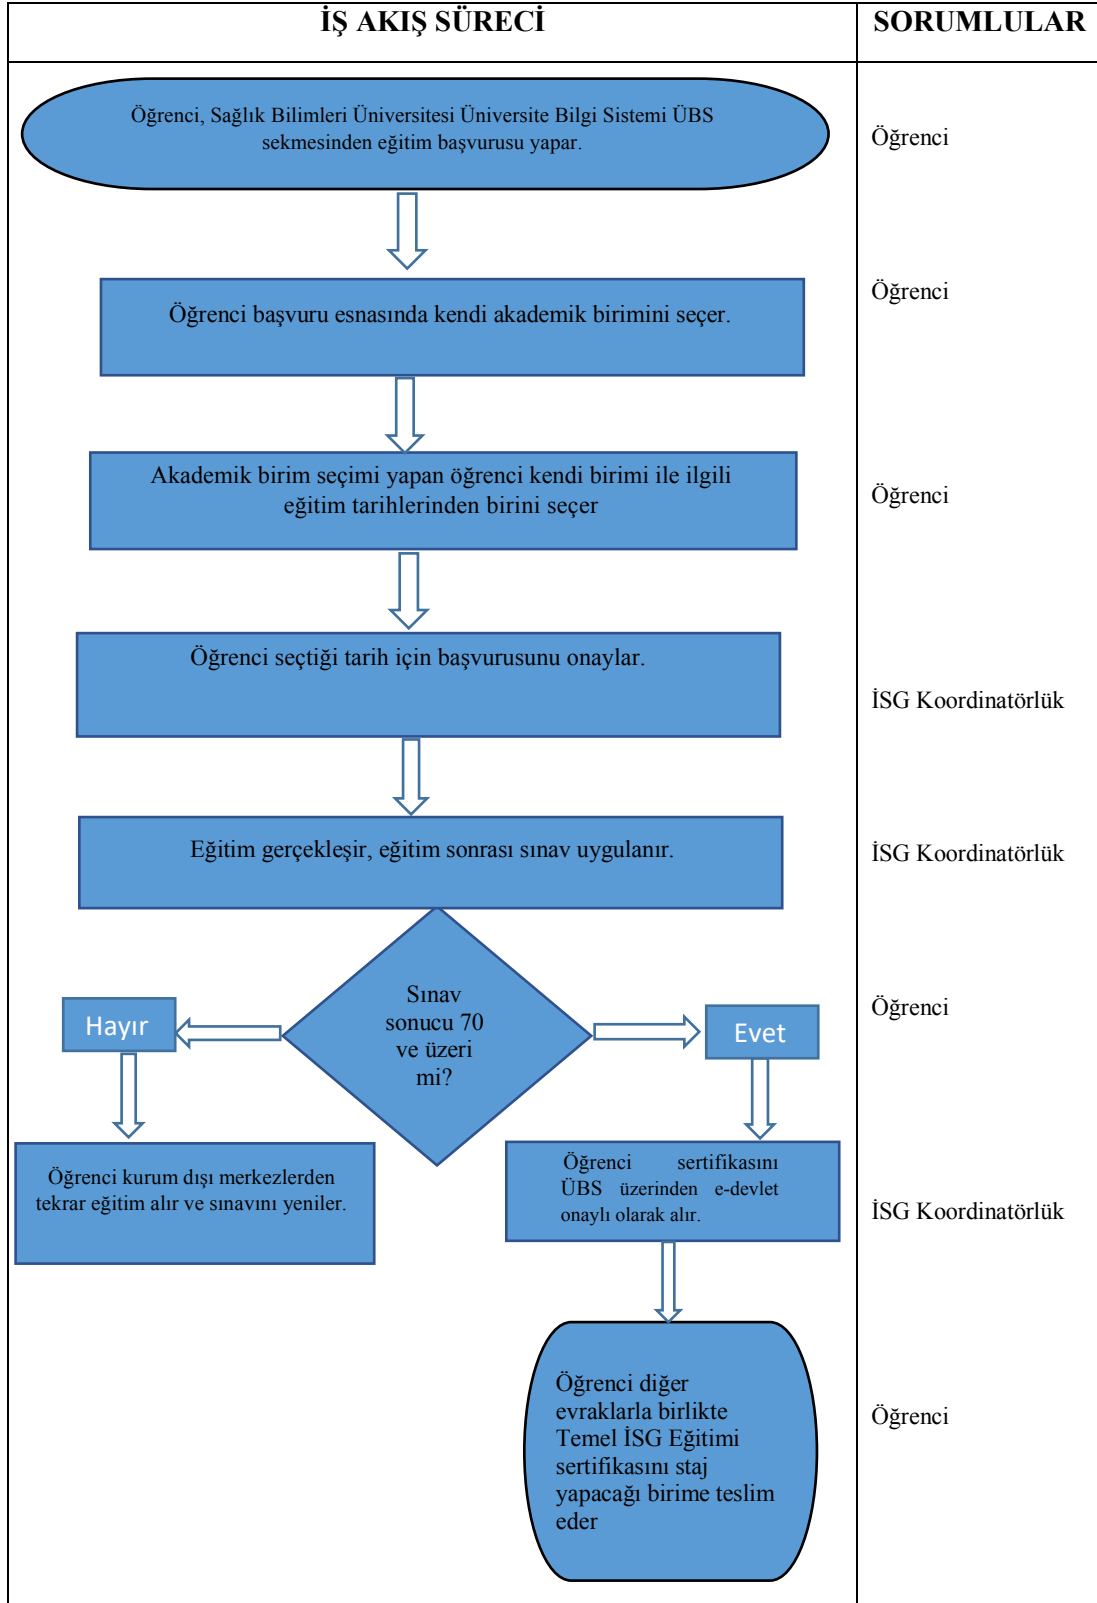 İŞ AKIŞ SÜRECİ
SORUMLULAR
Öğrenci, Sağlık Bilimleri Üniversitesi Üniversite Bilgi Sistemi ÜBS
sekmesinden eğitim başvurusu yapar.
Öğrenci
Öğrenci başvuru esnasında kendi akademik birimini seçer.
Öğrenci
Akademik birim seçimi yapan öğrenci kendi birimi ile ilgili
eğitim tarihlerinden birini seçer
Öğrenci
Öğrenci seçtiği tarih için başvurusunu onaylar.
İSG Koordinatörlük
Eğitim gerçekleşir, eğitim sonrası sınav uygulanır.
İSG Koordinatörlük
Sınav
sonucu 70
ve üzeri
mi?
Hayır
Evet
Öğrenci
Öğrenci kurum dışı merkezlerden
tekrar eğitim alır ve sınavını yeniler.
Öğrenci sertifikasını
ÜBS üzerinden e-devlet
onaylı olarak alır.
İSG Koordinatörlük
Öğrenci diğer
evraklarla birlikte
Temel İSG Eğitimi
sertifikasını staj
yapacağı birime teslim
eder
Öğrenci